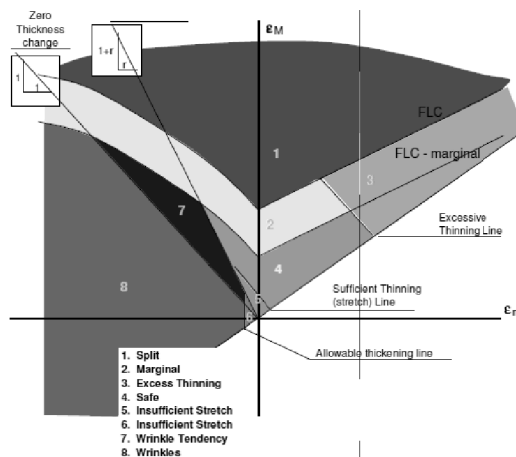 Zero
Thickness
change
εM
1+r
r
1
1
FLC
1
FLC - marginal
3
7
2
Excessive
Thinning Line
4
8
5
Sufficient Thinning
(stretch) Line
6
Allowable thickening line
1. Split
2. Marginal
3. Excess Thinning
4. Safe
5. Insufficient Stretch
6. Insufficient Stretch
7. Wrinkle Tendency
8. Wrinkles